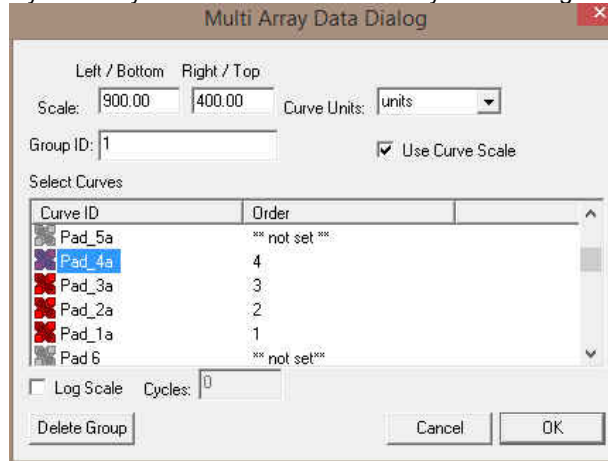 Multi Array Data Dialog
Left / Bottom Right / Top
Scale: 900.00 400.00 Curve Units: units
Group ID: 1 Use Curve Scale
Select Curves
Curve ID Order
Pad_5a ** not set **
Pad_4a 4
Pad_3a 3
Pad_2a 2
Pad_1a 1
Pad 6 ** not set**
Log Scale Cycles: 0
Delete Group Cancel OK